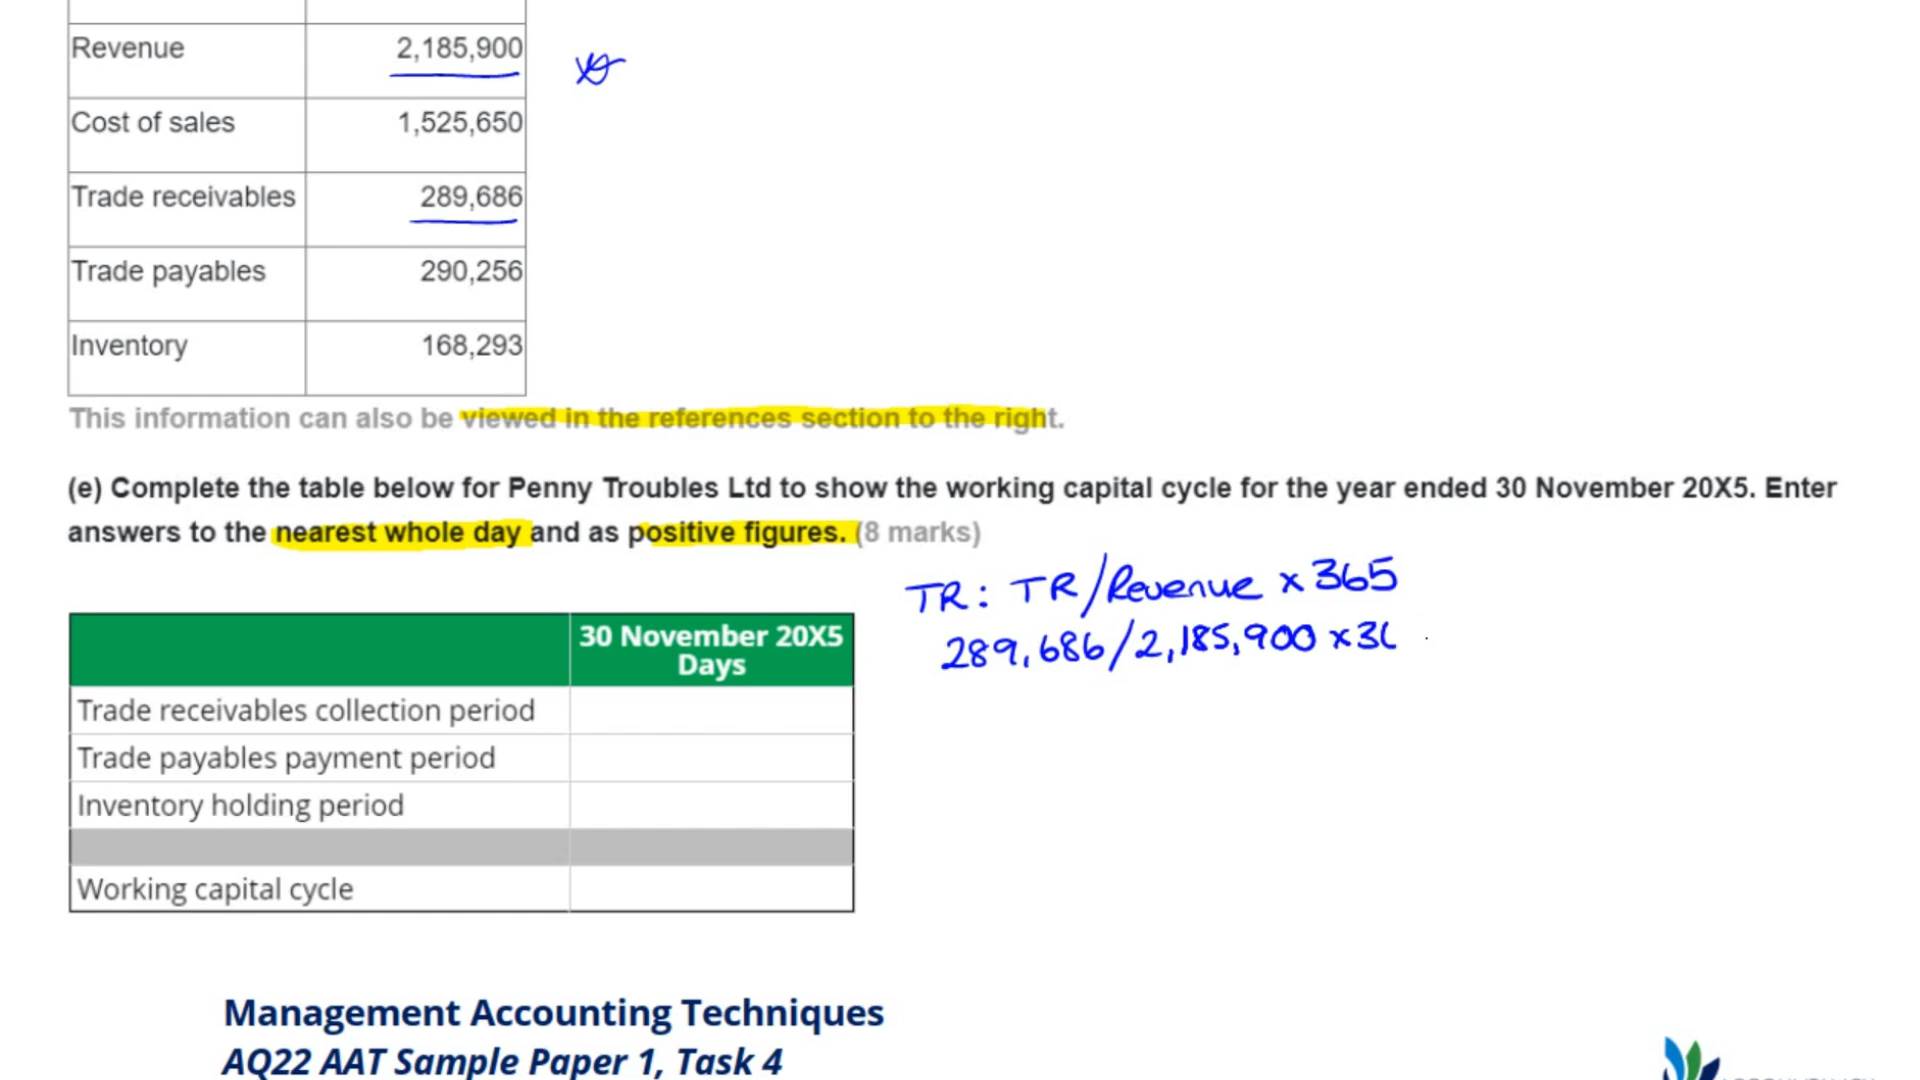 Revenue 2,185,900
Cost of sales 1,525,650
Trade receivables 289,686
Trade payables 290,256
Inventory 168,293
This information can also be viewed in the references section to the right.
(e) Complete the table below for Penny Troubles Ltd to show the working capital cycle for the year ended 30 November 20X5. Enter
answers to the nearest whole day and as positive figures. (8 marks)
TR: TR/Revenue x 365
289,686/2,185,900 x 3
30 November 20X5
Days
Trade receivables collection period
Trade payables payment period
Inventory holding period
Working capital cycle
Management Accounting Techniques
AQ22 AAT Sample Paper 1, Task 4